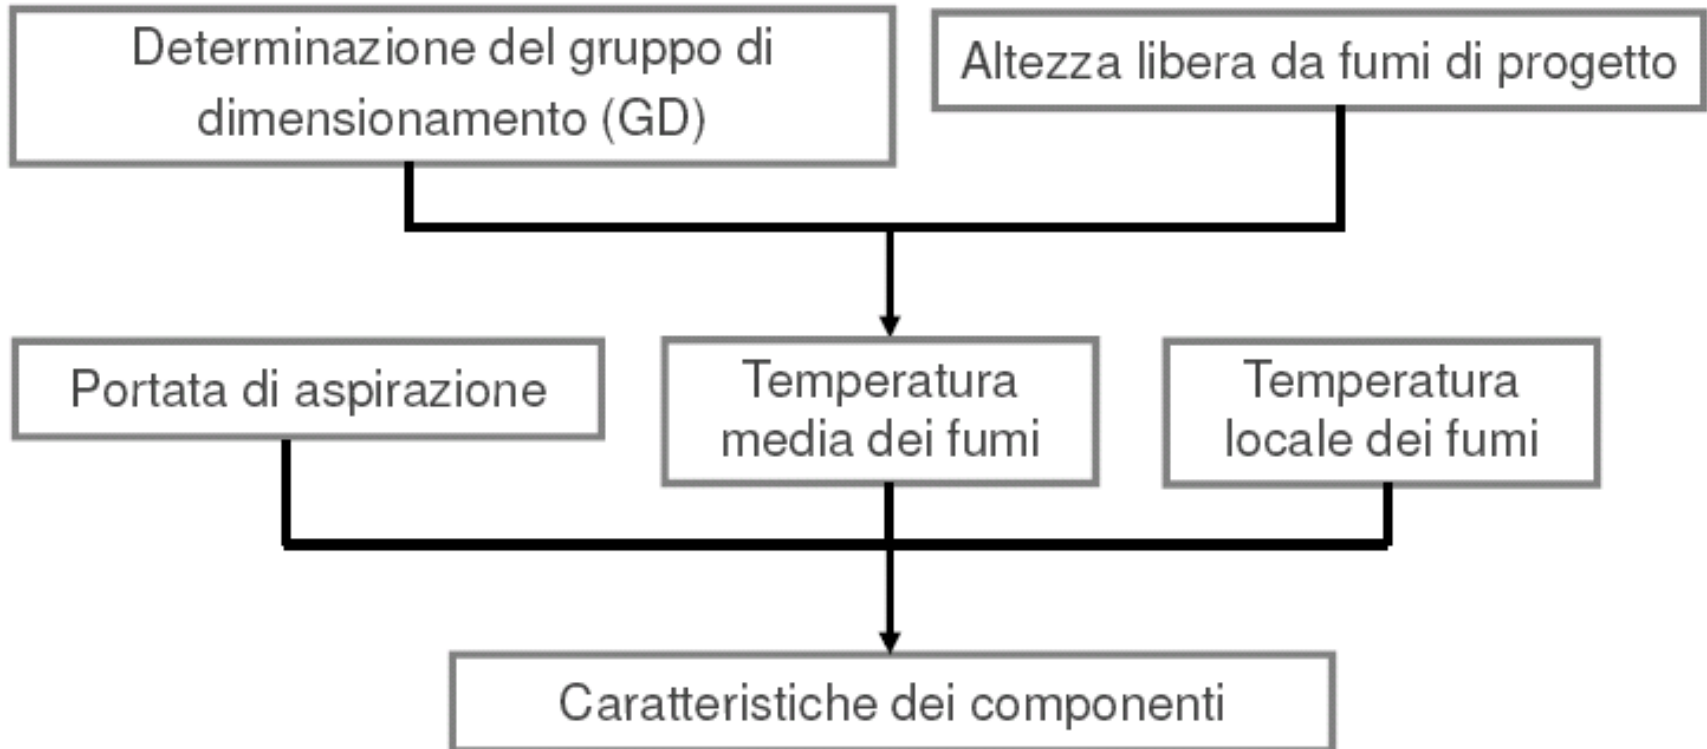 Determinazione del gruppo di
dimensionamento (GD)
Altezza libera da fumi di progetto
Portata di aspirazione
Temperatura
media dei fumi
Temperatura
locale dei fumi
Caratteristiche dei componenti